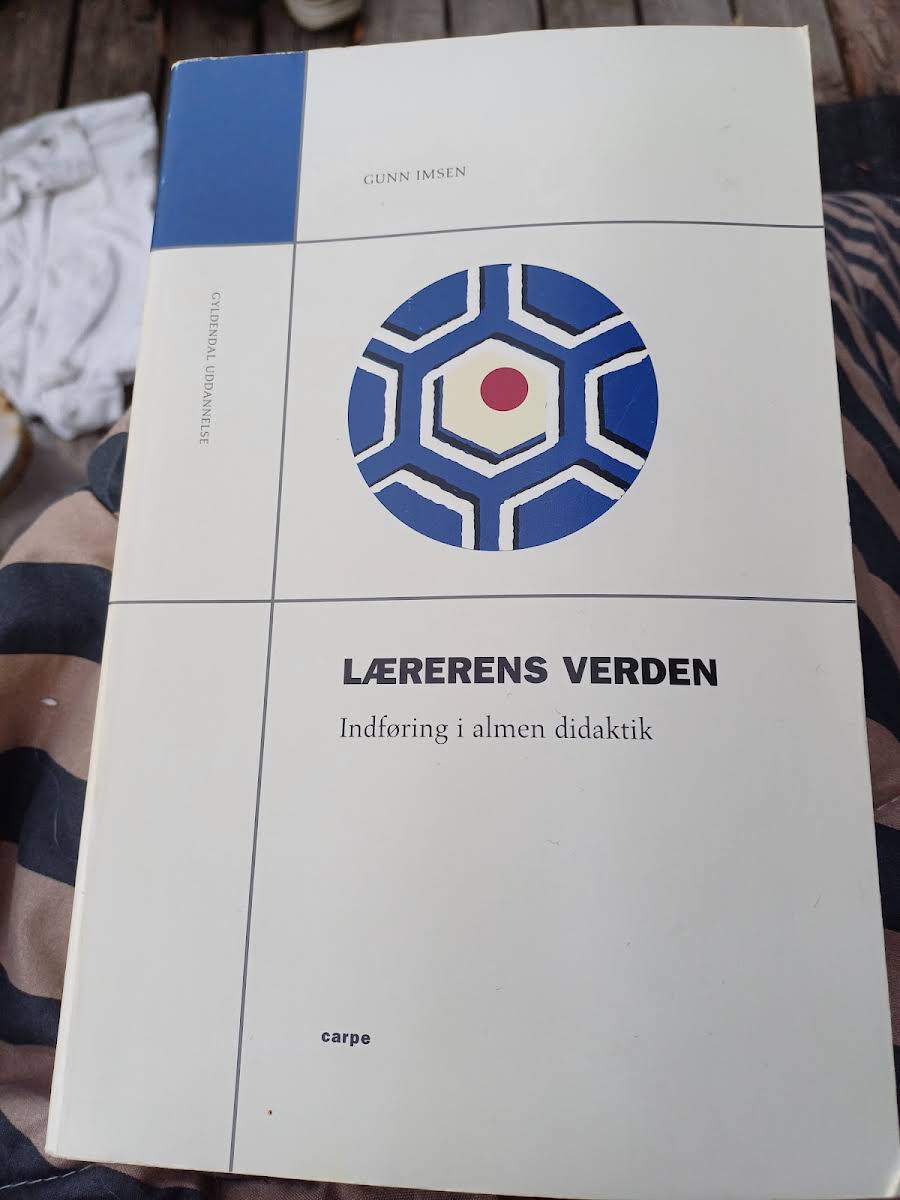 GUNN IMSEN
GYLDENDAL UDDANNELSE
LÆRERENS VERDEN
Indføring i almen didaktik
carpe